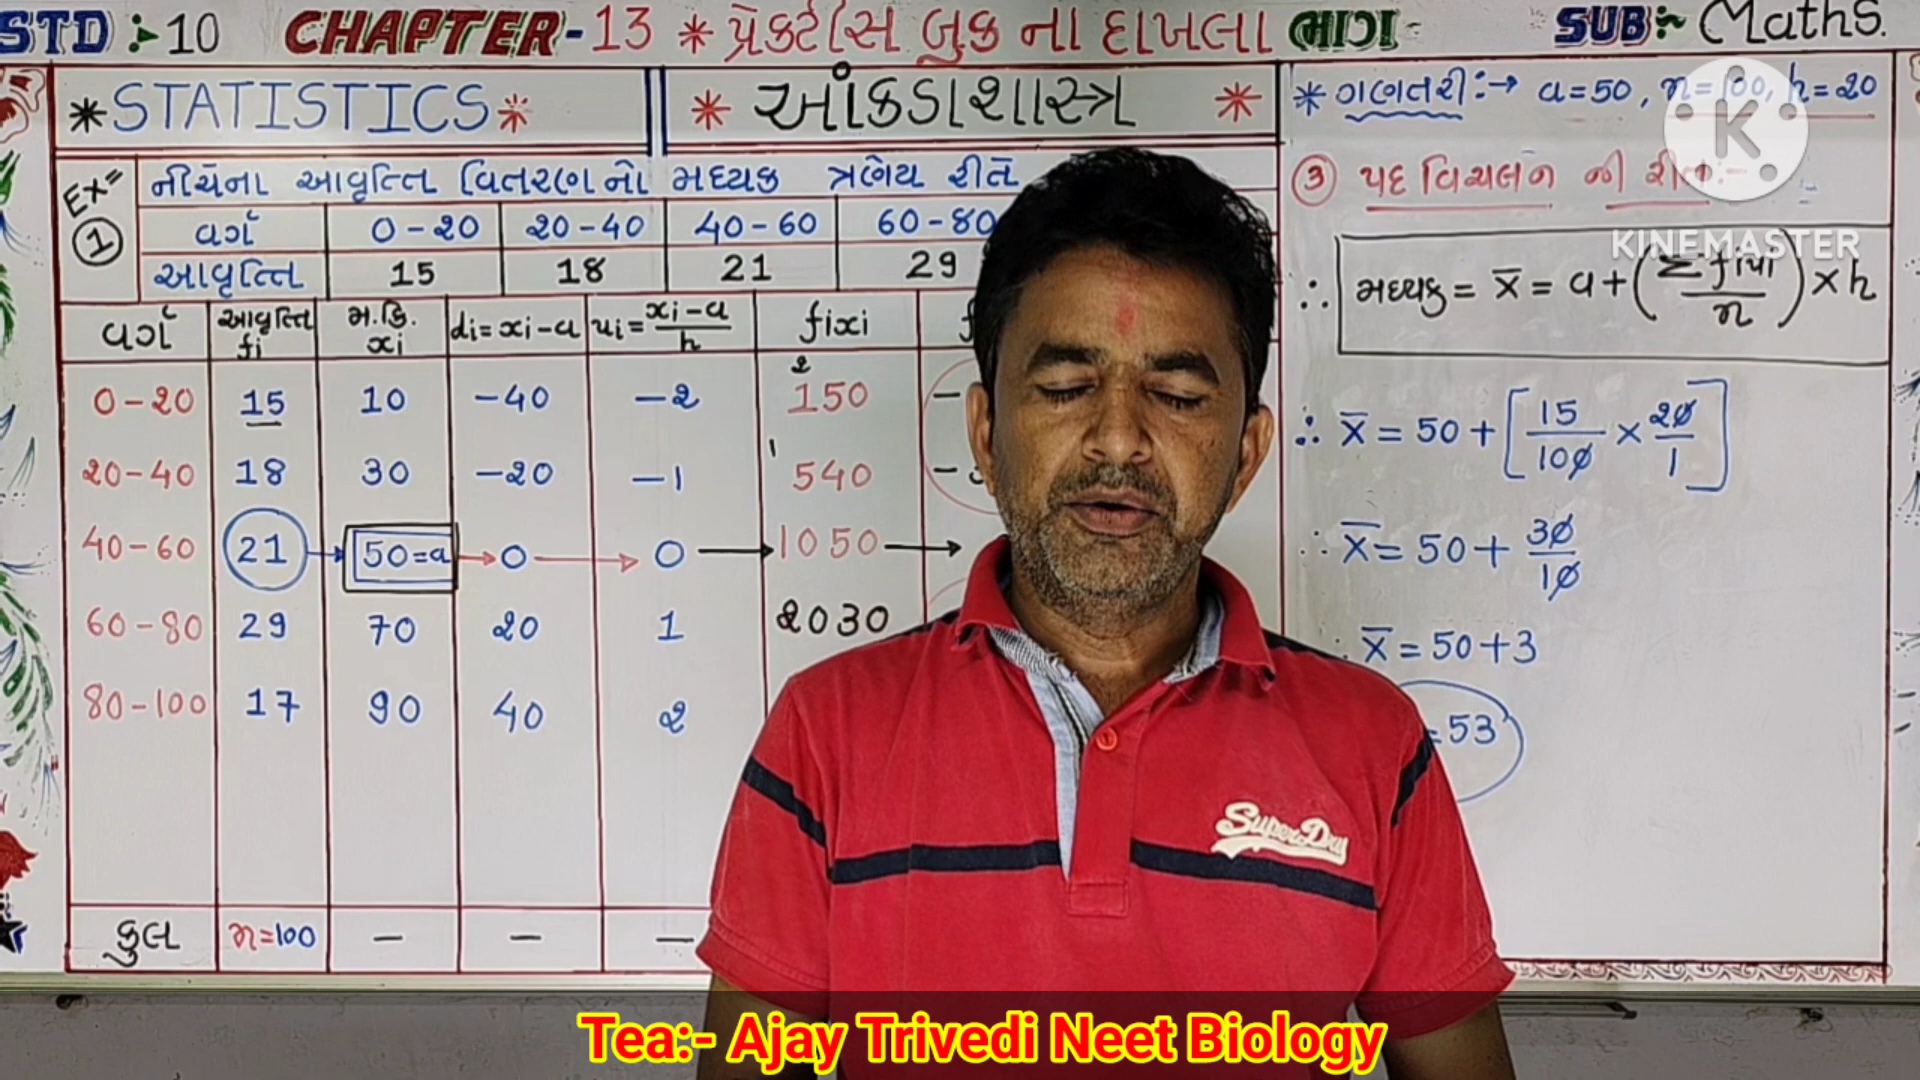 STD :- 10 CHAPTER-13 * પ્રેક્ટીસ બુક ના દાખલા ભાગ- SUB:- Maths.
* STATISTICS * * આંકડાશાસ્ત્ર *
Ex= 1 નીચેના આવૃત્તિ વિતરણનો મધ્યક ત્રણેય રીતે
વર્ગ 0-20 20-40 40-60 60-80
આવૃત્તિ 15 18 21 29
વર્ગ આવૃત્તિ fi મ.કિ. xi di=xi-a ui=xi-a/h fixi
0-20 15 10 -40 -2 150
20-40 18 30 -20 -1 540
40-60 21 50=a 0 0 1050
60-80 29 70 20 1 2030
80-100 17 90 40 2
કુલ n=100 - - -
* ગણતરી:→ a=50, n=100, h=20
③ પદ વિચલન ની રીત:-
∴ મધ્યક = x̄ = a+(Σfiui/n)×h
∴ x̄ = 50+[15/100×20/1]
∴ x̄ = 50+30/10
∴ x̄ = 50+3
=53
K
KINEMASTER
SuperDry
Tea:- Ajay Trivedi Neet Biology